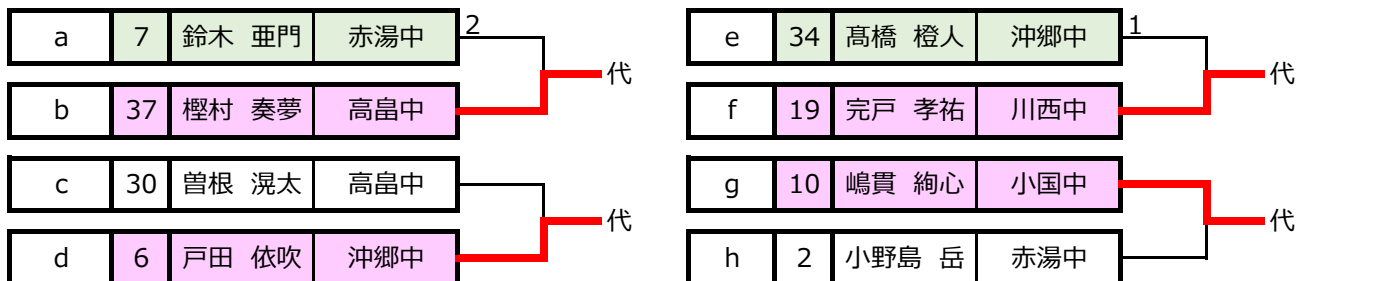 a 7 鈴木 亜門 赤湯中 2
代
b 37 樫村 奏夢 高畠中
c 30 曽根 滉太 高畠中
代
d 6 戸田 依吹 沖郷中
e 34 髙橋 橙人 沖郷中 1
代
f 19 完戸 孝祐 川西中
g 10 嶋貫 絢心 小国中
代
h 2 小野島 岳 赤湯中